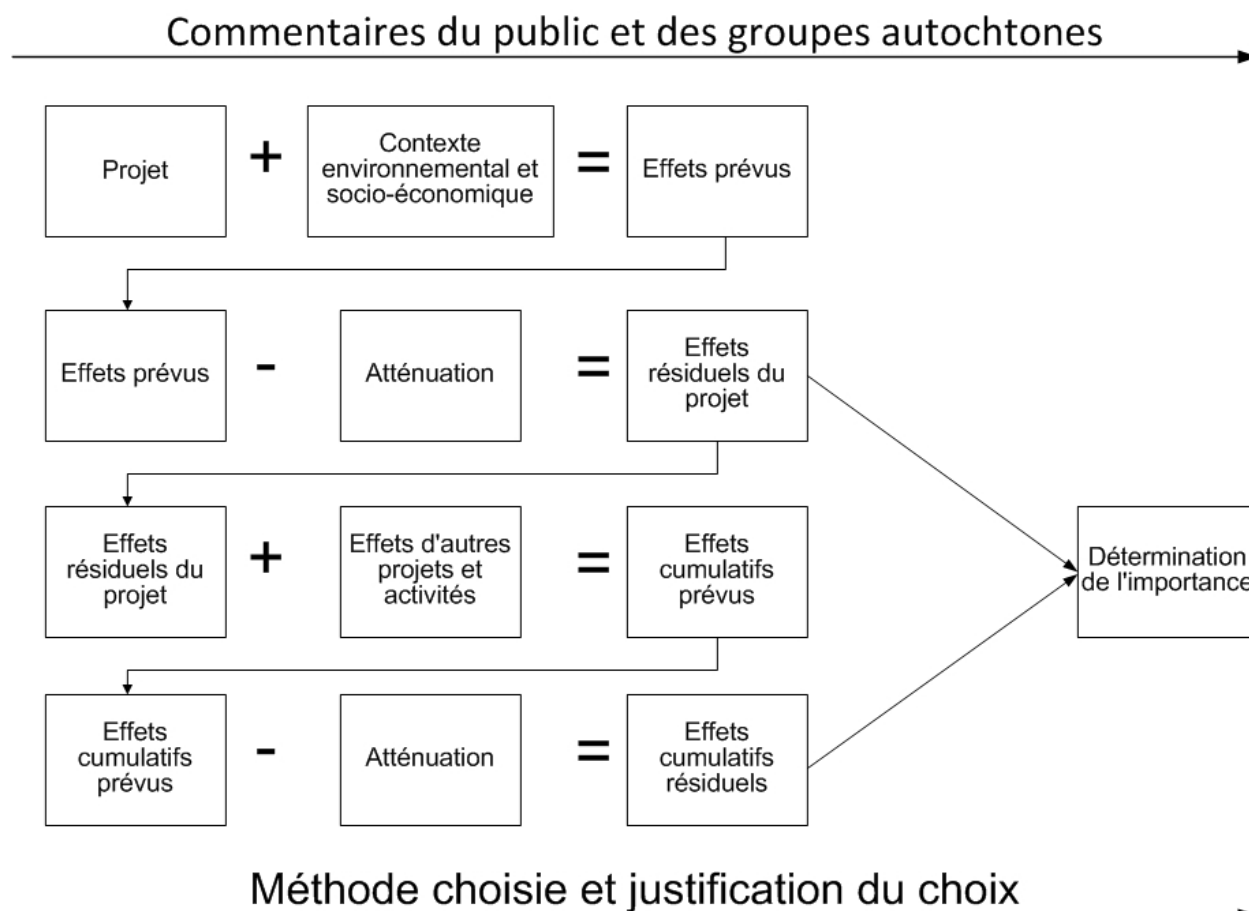 Commentaires du public et des groupes autochtones
Projet
+
Contexte
environnemental et
socio-économique
=
Effets prévus
Effets prévus
-
Atténuation
=
Effets
résiduels du
projet
Effets
résiduels du
projet
+
Effets d'autres
projets et
activités
=
Effets
cumulatifs
prévus
Détermination
de l'importance
Effets
cumulatifs
prévus
-
Atténuation
=
Effets
cumulatifs
résiduels
Méthode choisie et justification du choix